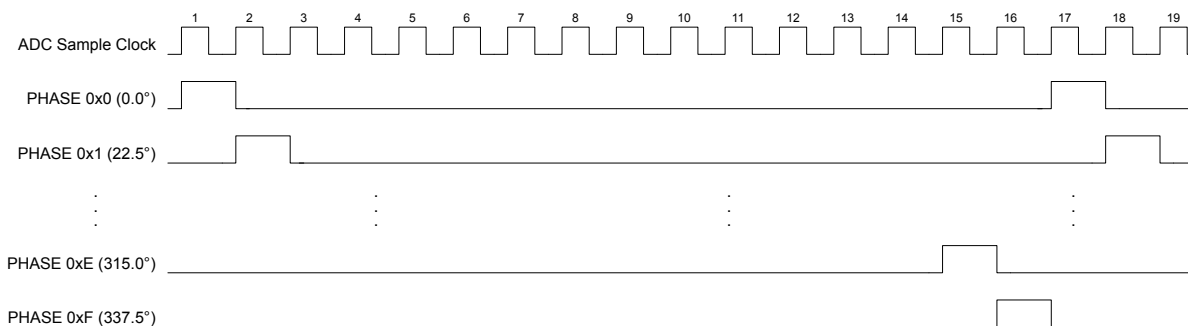 1 2 3 4 5 6 7 8 9 10 11 12 13 14 15 16 17 18 19
ADC Sample Clock
PHASE 0x0 (0.0°)
PHASE 0x1 (22.5°)
PHASE 0xE (315.0°)
PHASE 0xF (337.5°)